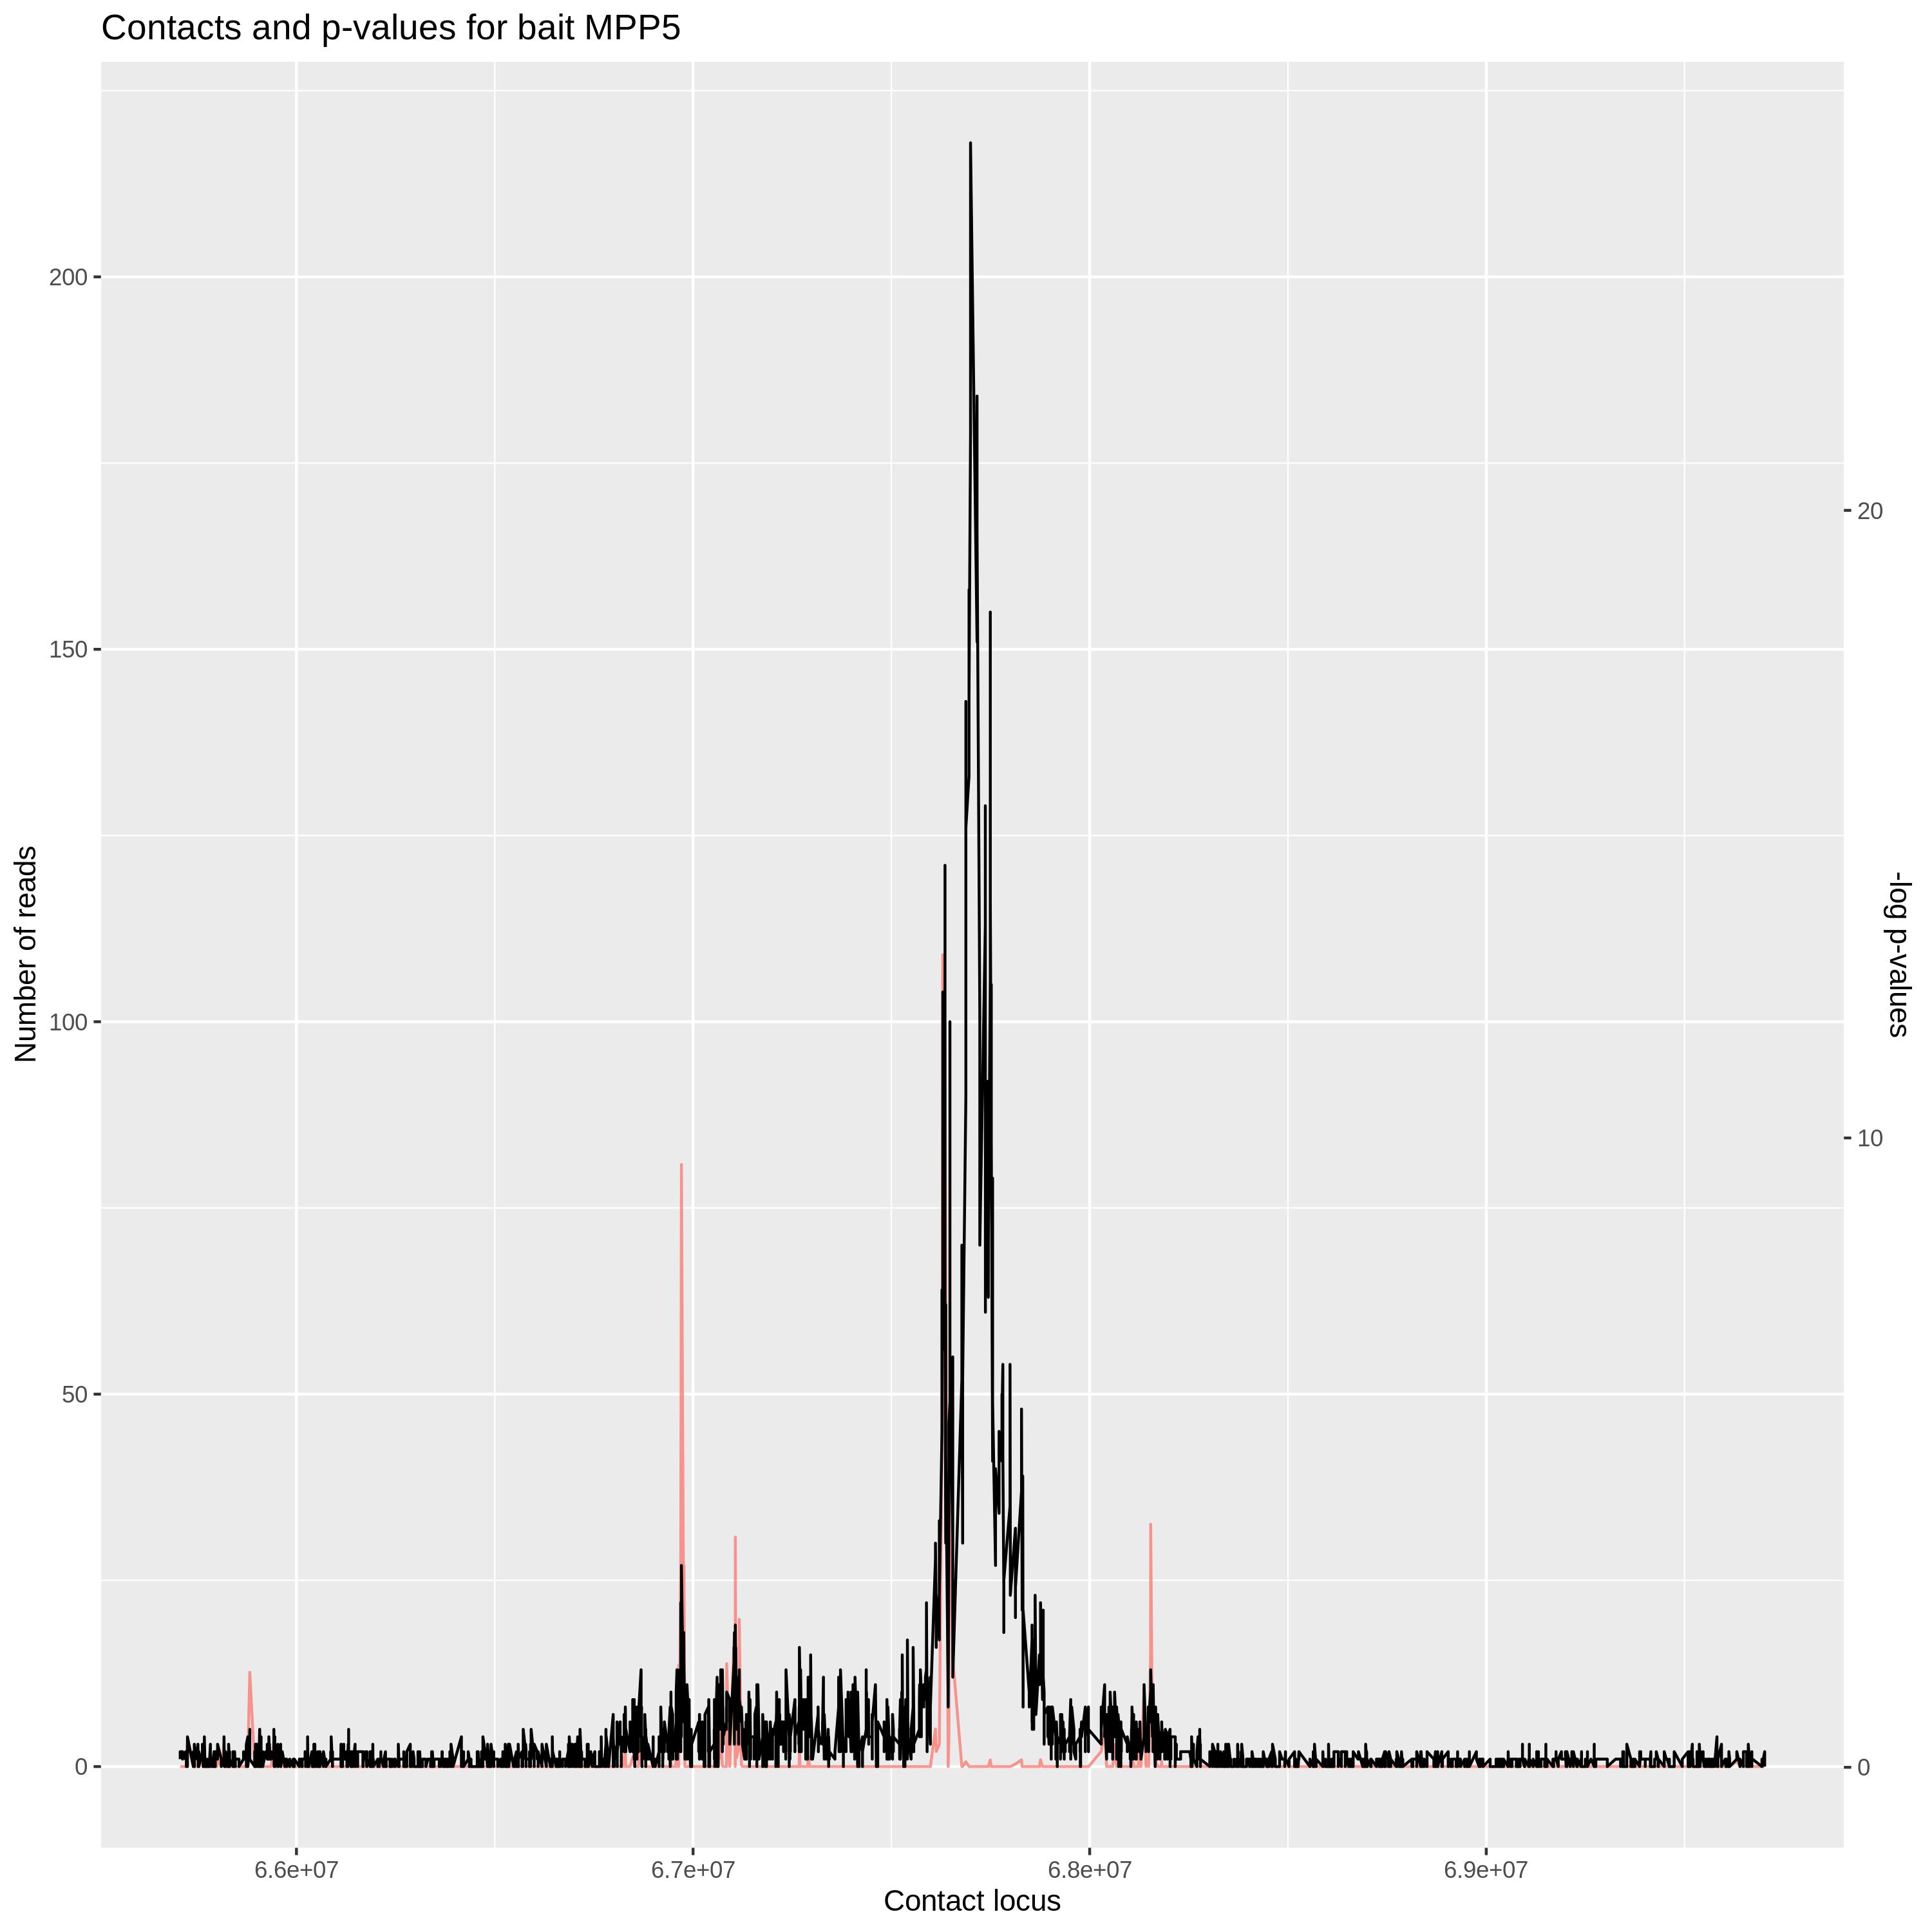 Contacts and p-values for bait MPP5
200
150
100
50
0
Number of reads
20
10
0
-log p-values
6.6e+07
6.7e+07
6.8e+07
6.9e+07
Contact locus